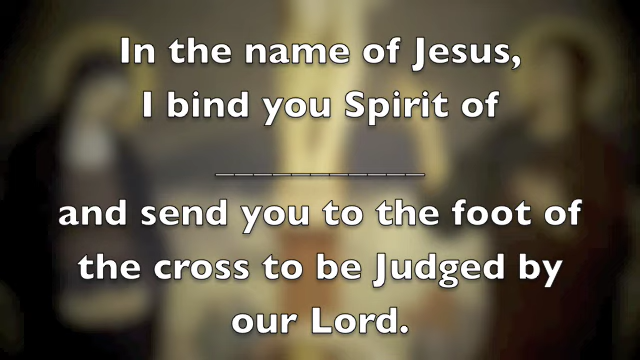 In the name of Jesus,
I bind you Spirit of
___________
and send you to the foot of
the cross to be Judged by
our Lord.